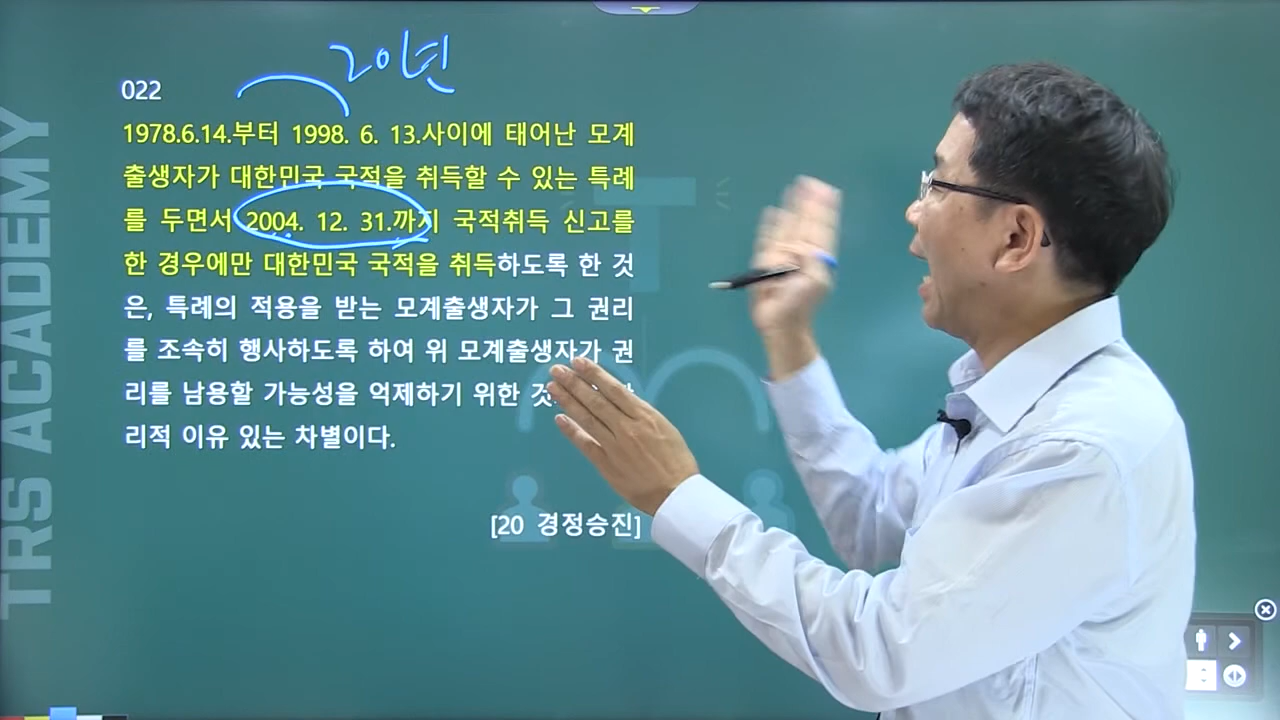 20년
022
1978.6.14.부터 1998. 6. 13.사이에 태어난 모계
출생자가 대한민국 국적을 취득할 수 있는 특례
를 두면서 2004. 12. 31.까지 국적취득 신고를
한 경우에만 대한민국 국적을 취득하도록 한 것
은, 특례의 적용을 받는 모계출생자가 그 권리
를 조속히 행사하도록 하여 위 모계출생자가 권
리를 남용할 가능성을 억제하기 위한
리적 이유 있는 차별이다.
[20 경정승진]
TRS ACADEMY